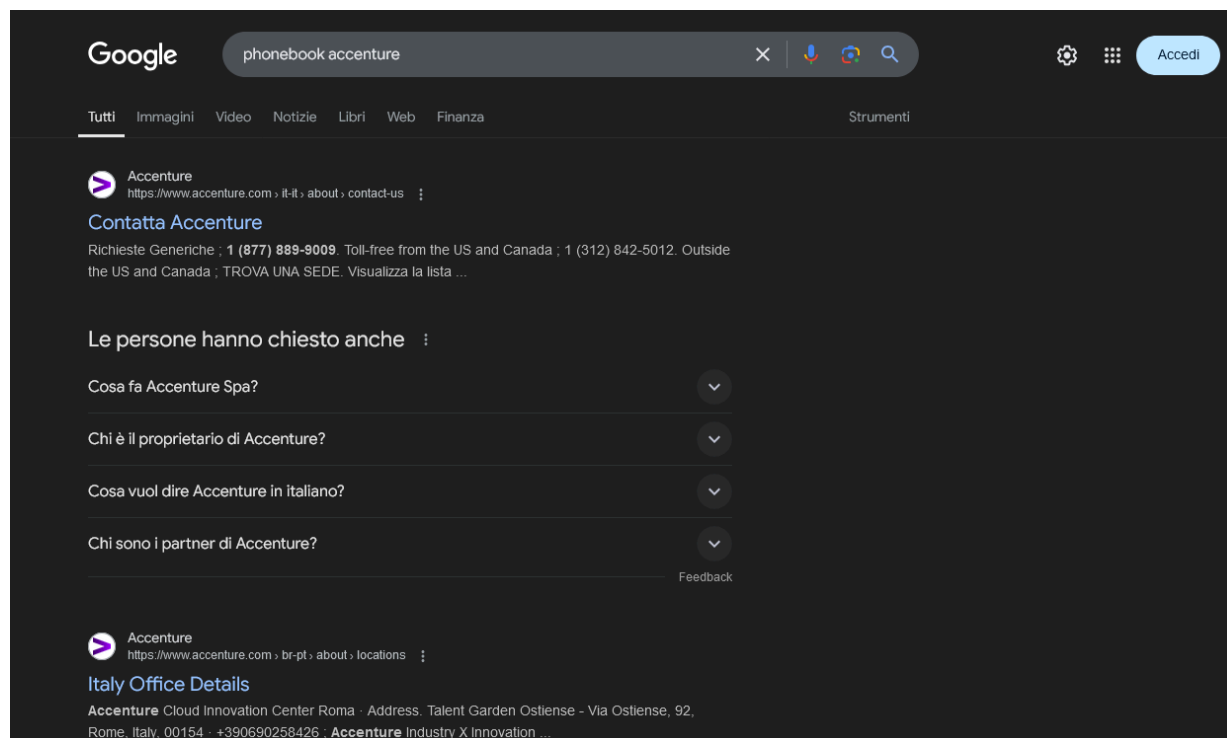 Google
phonebook accenture
Accedi
Tutti Immagini Video Notizie Libri Web Finanza Strumenti
Accenture
https://www.accenture.com › it-it › about › contact-us
Contatta Accenture
Richieste Generiche ; 1 (877) 889-9009. Toll-free from the US and Canada ; 1 (312) 842-5012. Outside
the US and Canada ; TROVA UNA SEDE. Visualizza la lista ...
Le persone hanno chiesto anche
Cosa fa Accenture Spa?
Chi è il proprietario di Accenture?
Cosa vuol dire Accenture in italiano?
Chi sono i partner di Accenture?
Feedback
Accenture
https://www.accenture.com › br-pt › about › locations
Italy Office Details
Accenture Cloud Innovation Center Roma · Address. Talent Garden Ostiense - Via Ostiense, 92,
Rome, Italy, 00154 · +390690258426 ; Accenture Industry X Innovation ...